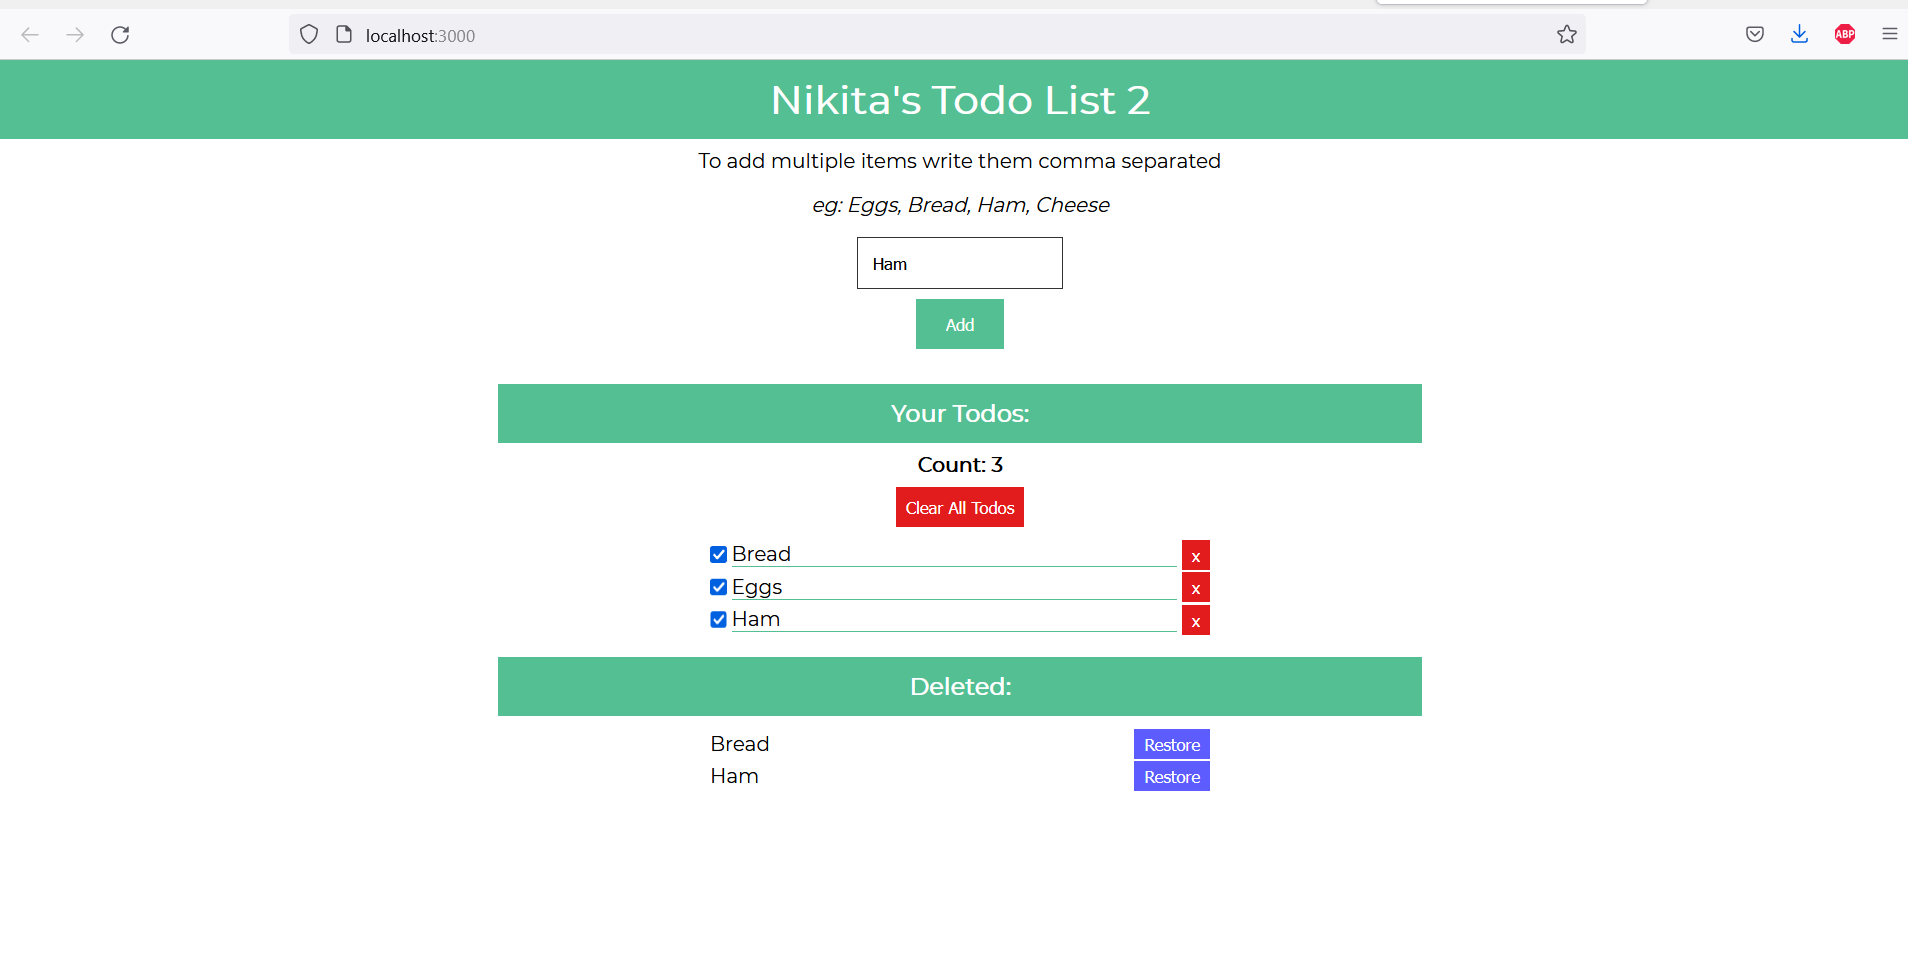 localhost:3000
ABP
Nikita's Todo List 2
To add multiple items write them comma separated
eg: Eggs, Bread, Ham, Cheese
Ham
Add
Your Todos:
Count: 3
Clear All Todos
Bread x
Eggs x
Ham x
Deleted:
Bread Restore
Ham Restore